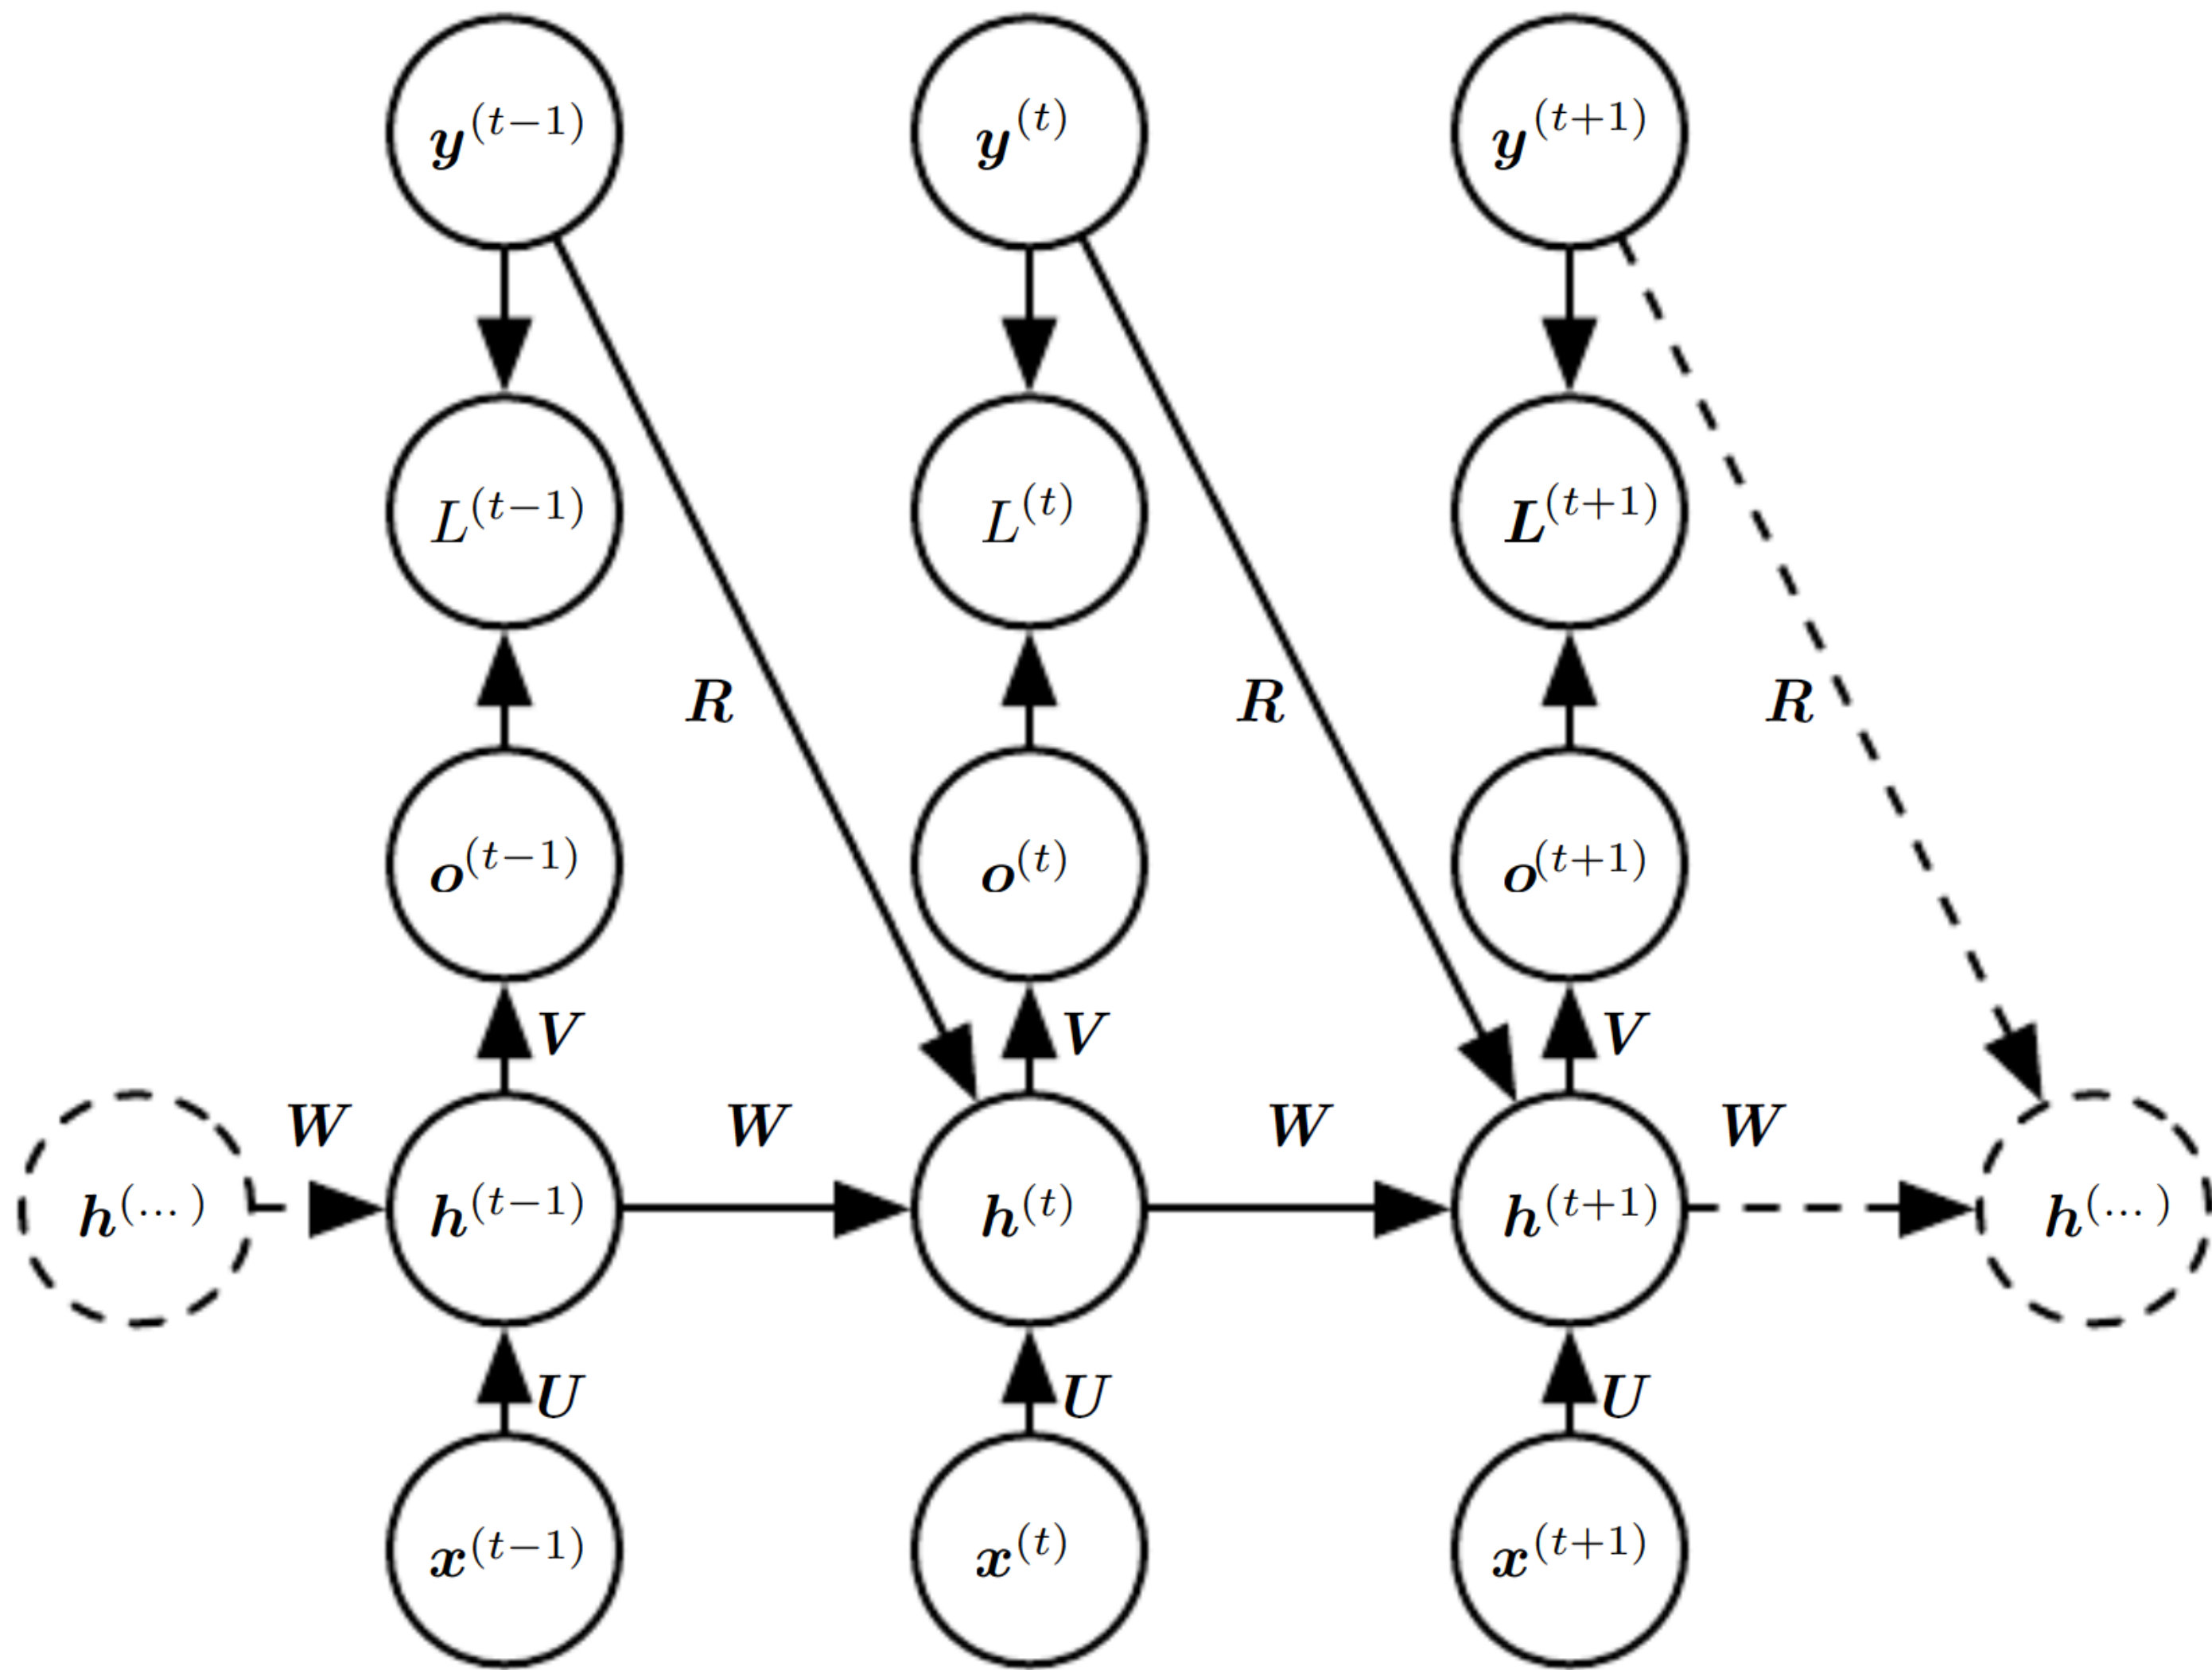 y^(t−1) y^(t) y^(t+1)
L^(t−1) L^(t) L^(t+1)
R R R
o^(t−1) o^(t) o^(t+1)
V V V
W W W W
h^(...) h^(t−1) h^(t) h^(t+1) h^(...)
U U U
x^(t−1) x^(t) x^(t+1)